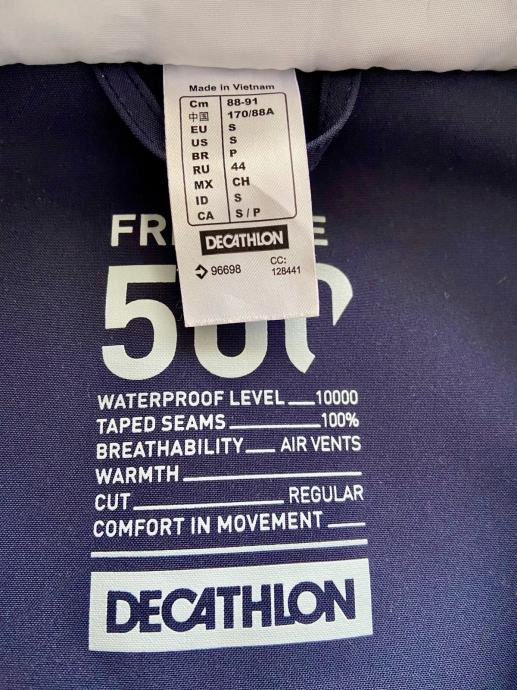 Made in Vietnam
Cm 88-91
中国 170/88A
EU S
US S
BR P
RU 44
MX CH
ID S
CA S / P
DECATHLON
96698 CC: 128441
FR E
500
WATERPROOF LEVEL 10000
TAPED SEAMS 100%
BREATHABILITY AIR VENTS
WARMTH
CUT REGULAR
COMFORT IN MOVEMENT
DECATHLON